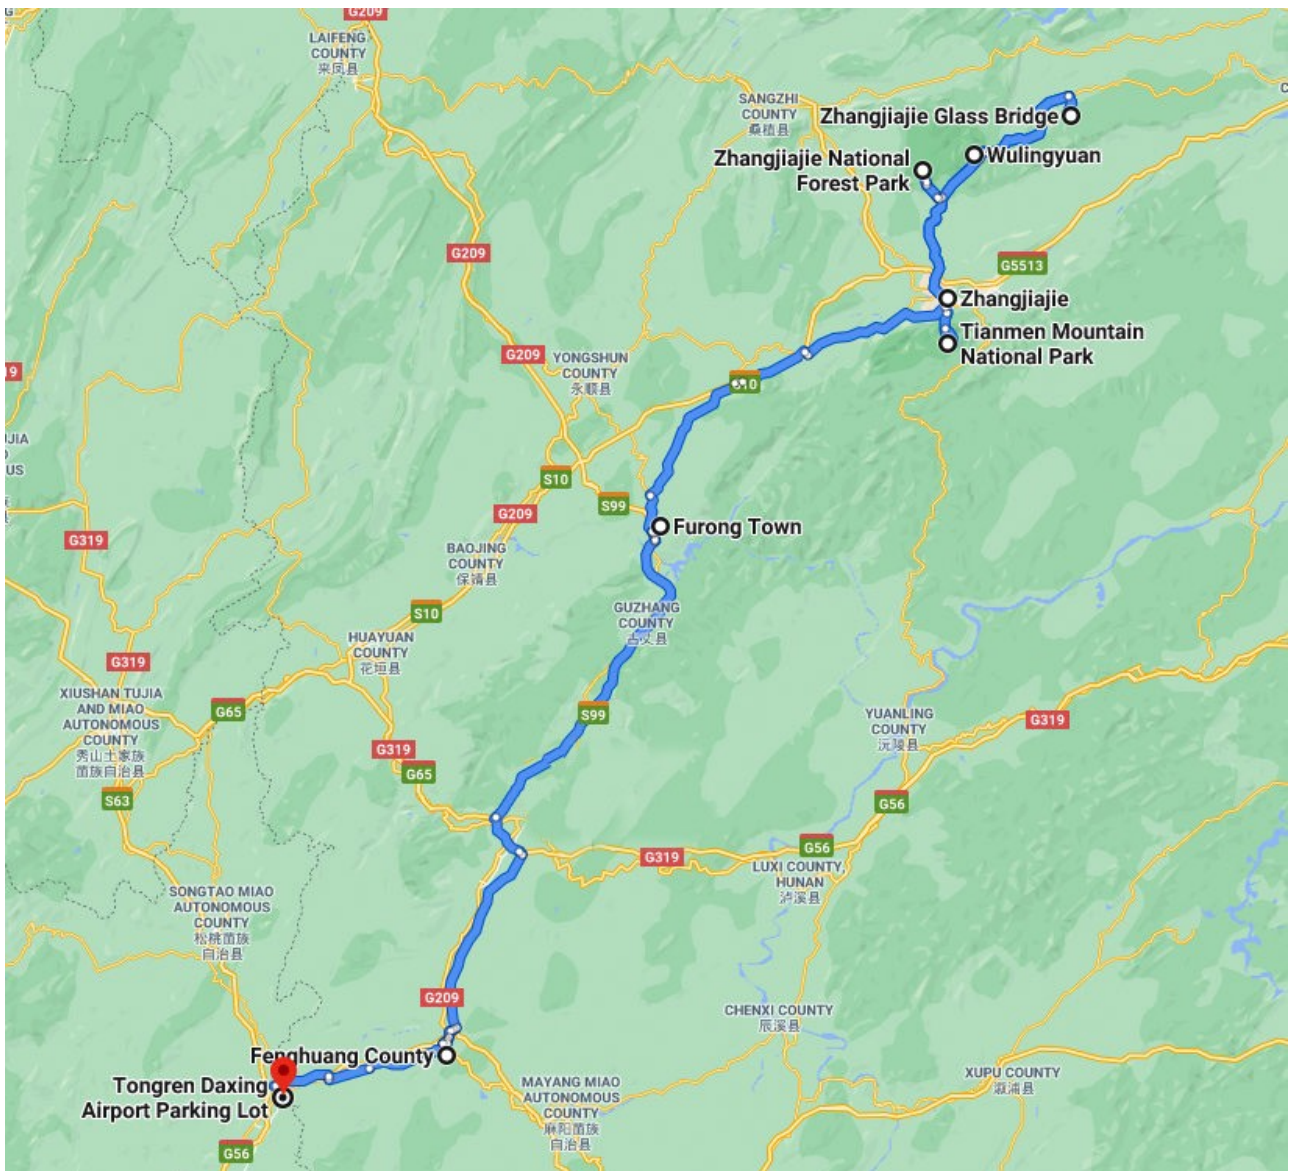 G209
LAIFENG
COUNTY
来凤县
SANGZHI
COUNTY
桑植县
Zhangjiajie Glass Bridge
Wulingyuan
Zhangjiajie National
Forest Park
G209
G5513
Zhangjiajie
Tianmen Mountain
National Park
G209
YONGSHUN
COUNTY
永顺县
19
S10
UJIA
US
S10
S99
G209
Furong Town
G319
BAOJING
COUNTY
保靖县
S10
GUZHANG
COUNTY
古丈县
HUAYUAN
COUNTY
花垣县
G319
XIUSHAN TUJIA
AND MIAO
AUTONOMOUS
COUNTY
秀山土家族
苗族自治县
G65
S99
YUANLING
COUNTY
沅陵县
G319
G319
G65
S63
G56
G319
G56
LUXI COUNTY,
HUNAN
泸溪县
SONGTAO MIAO
AUTONOMOUS
COUNTY
松桃苗族
自治县
G209
CHENXI COUNTY
辰溪县
Fenghuang County
Tongren Daxing
Airport Parking Lot
MAYANG MIAO
AUTONOMOUS
COUNTY
麻阳苗族
自治县
XUPU COUNTY
溆浦县
G56